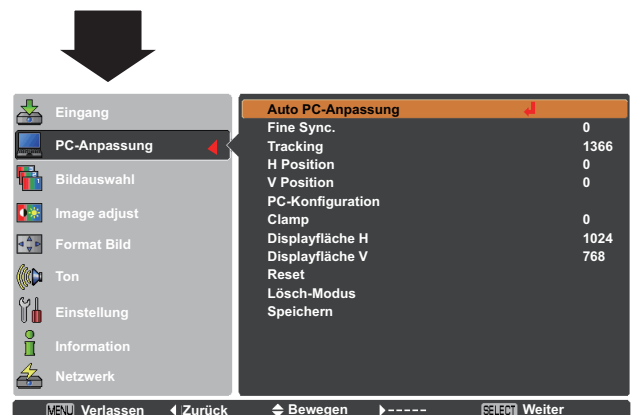 Eingang
PC-Anpassung
Bildauswahl
Image adjust
Format Bild
Ton
Einstellung
Information
Netzwerk
Auto PC-Anpassung
Fine Sync. 0
Tracking 1366
H Position 0
V Position 0
PC-Konfiguration
Clamp 0
Displayfläche H 1024
Displayfläche V 768
Reset
Lösch-Modus
Speichern
MENU Verlassen Zurück Bewegen ----- SELECT Weiter